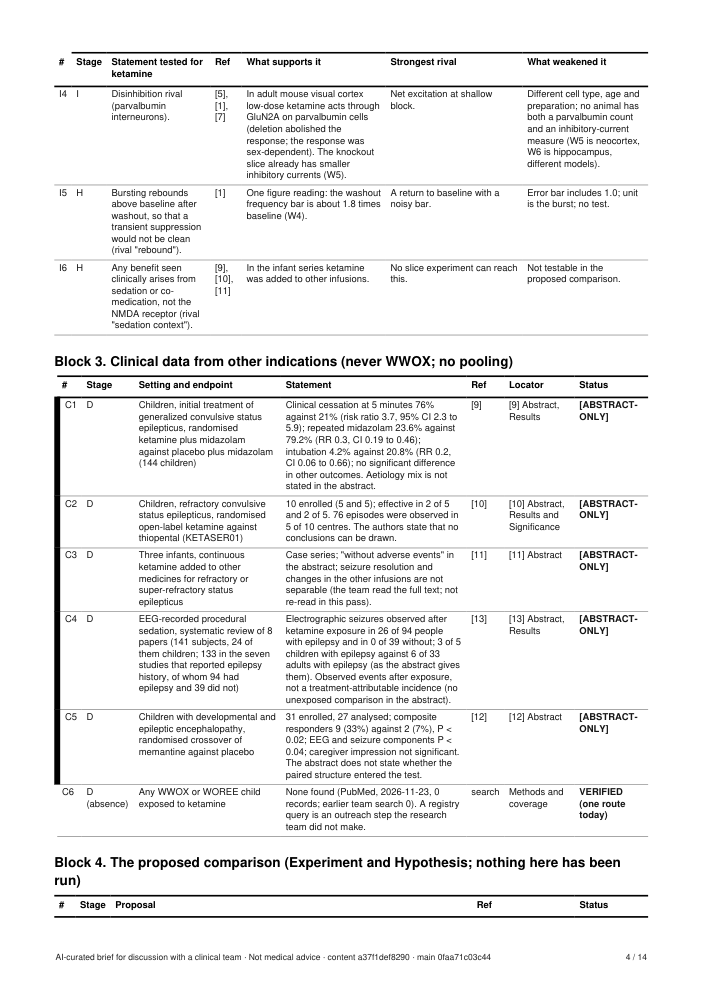 # Stage Statement tested for ketamine Ref What supports it Strongest rival What weakened it
I4 I Disinhibition rival (parvalbumin interneurons). [5], [1], [7] In adult mouse visual cortex low-dose ketamine acts through GluN2A on parvalbumin cells (deletion abolished the response; the response was sex-dependent). The knockout slice already has smaller inhibitory currents (W5). Net excitation at shallow block. Different cell type, age and preparation; no animal has both a parvalbumin count and an inhibitory-current measure (W5 is neocortex, W6 is hippocampus, different models).
I5 H Bursting rebounds above baseline after washout, so that a transient suppression would not be clean (rival "rebound"). [1] One figure reading: the washout frequency bar is about 1.8 times baseline (W4). A return to baseline with a noisy bar. Error bar includes 1.0; unit is the burst; no test.
I6 H Any benefit seen clinically arises from sedation or co-medication, not the NMDA receptor (rival "sedation context"). [9], [10], [11] In the infant series ketamine was added to other infusions. No slice experiment can reach this. Not testable in the proposed comparison.
Block 3. Clinical data from other indications (never WWOX; no pooling)
# Stage Setting and endpoint Statement Ref Locator Status
C1 D Children, initial treatment of generalized convulsive status epilepticus, randomised ketamine plus midazolam against placebo plus midazolam (144 children) Clinical cessation at 5 minutes 76% against 21% (risk ratio 3.7, 95% CI 2.3 to 5.9); repeated midazolam 23.6% against 79.2% (RR 0.3, CI 0.19 to 0.46); intubation 4.2% against 20.8% (RR 0.2, CI 0.06 to 0.66); no significant difference in other outcomes. Aetiology mix is not stated in the abstract. [9] [9] Abstract, Results [ABSTRACT-ONLY]
C2 D Children, refractory convulsive status epilepticus, randomised open-label ketamine against thiopental (KETASER01) 10 enrolled (5 and 5); effective in 2 of 5 and 2 of 5. 76 episodes were observed in 5 of 10 centres. The authors state that no conclusions can be drawn. [10] [10] Abstract, Results and Significance [ABSTRACT-ONLY]
C3 D Three infants, continuous ketamine added to other medicines for refractory or super-refractory status epilepticus Case series; "without adverse events" in the abstract; seizure resolution and changes in the other infusions are not separable (the team read the full text; not re-read in this pass). [11] [11] Abstract [ABSTRACT-ONLY]
C4 D EEG-recorded procedural sedation, systematic review of 8 papers (141 subjects, 24 of them children; 133 in the seven studies that reported epilepsy history, of whom 94 had epilepsy and 39 did not) Electrographic seizures observed after ketamine exposure in 26 of 94 people with epilepsy and in 0 of 39 without; 3 of 5 children with epilepsy against 6 of 33 adults with epilepsy (as the abstract gives them). Observed events after exposure, not a treatment-attributable incidence (no unexposed comparison in the abstract). [13] [13] Abstract, Results [ABSTRACT-ONLY]
C5 D Children with developmental and epileptic encephalopathy, randomised crossover of memantine against placebo 31 enrolled, 27 analysed; composite responders 9 (33%) against 2 (7%), P < 0.02; EEG and seizure components P < 0.04; caregiver impression not significant. The abstract does not state whether the paired structure entered the test. [12] [12] Abstract [ABSTRACT-ONLY]
C6 D (absence) Any WWOX or WOREE child exposed to ketamine None found (PubMed, 2026-11-23, 0 records; earlier team search 0). A registry query is an outreach step the research team did not make. search Methods and coverage VERIFIED (one route today)
Block 4. The proposed comparison (Experiment and Hypothesis; nothing here has been run)
# Stage Proposal Ref Status
AI-curated brief for discussion with a clinical team · Not medical advice · content a37f1def8290 · main 0faa71c03c44 4 / 14